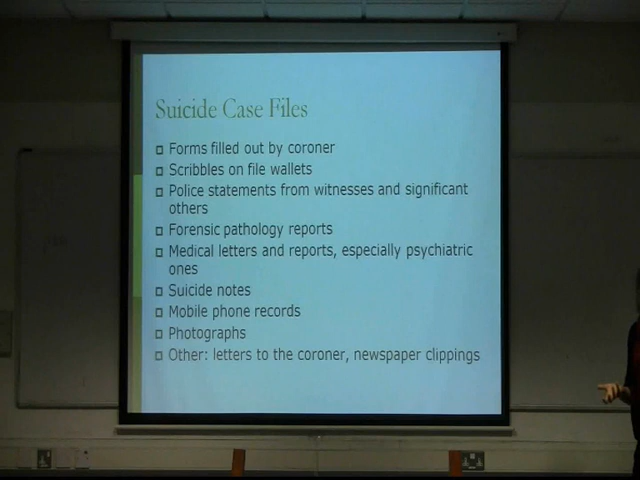 Suicide Case Files
Forms filled out by coroner
Scribbles on file wallets
Police statements from witnesses and significant
others
Forensic pathology reports
Medical letters and reports, especially psychiatric
ones
Suicide notes
Mobile phone records
Photographs
Other: letters to the coroner, newspaper clippings